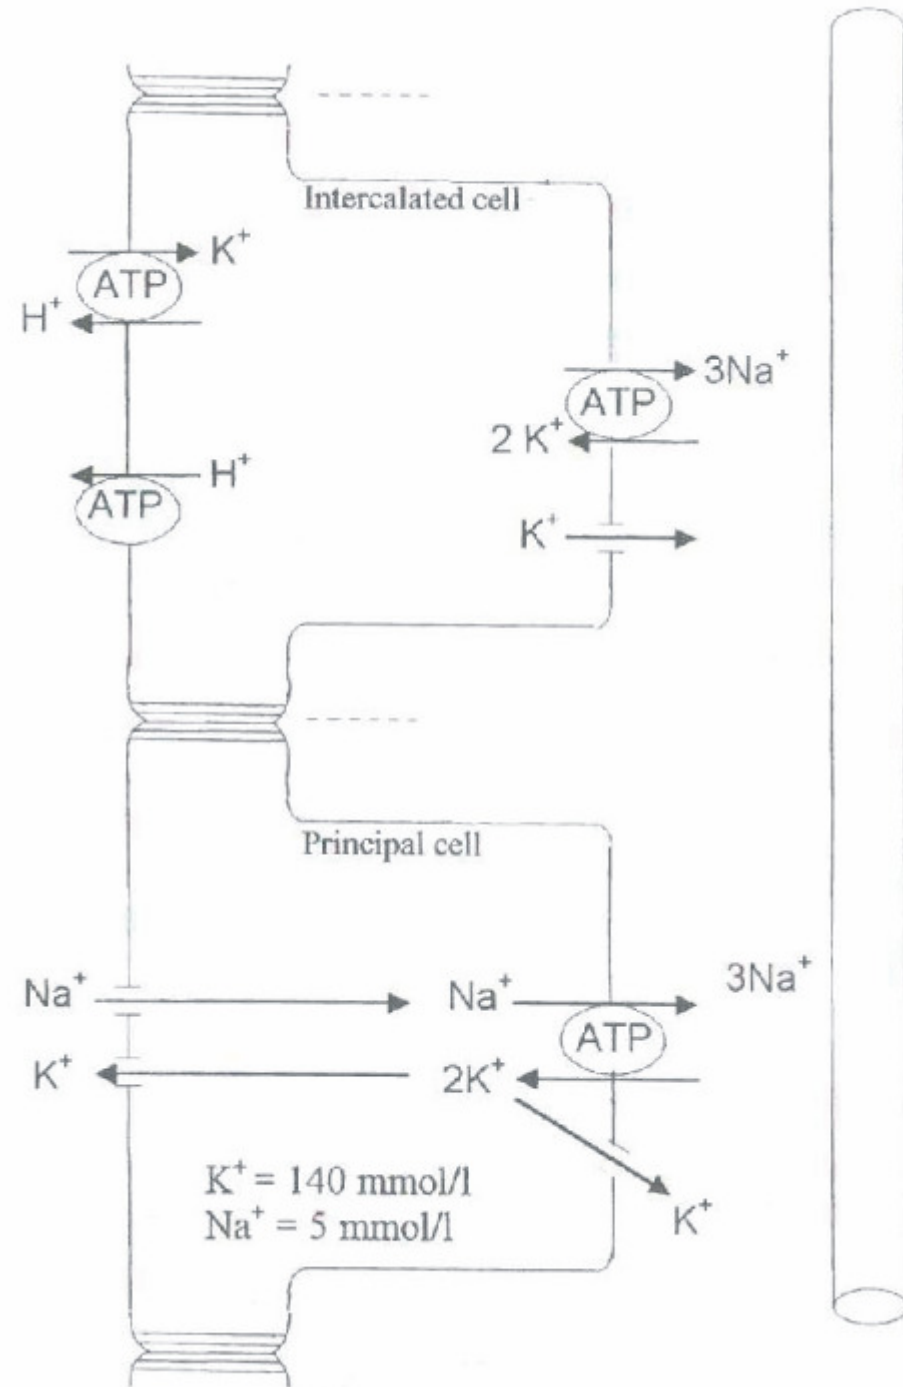 Intercalated cell
K⁺
ATP
H⁺
3Na⁺
ATP
2 K⁺
H⁺
ATP
K⁺
Principal cell
3Na⁺
Na⁺
Na⁺
ATP
K⁺
2K⁺
K⁺ = 140 mmol/l
K⁺
Na⁺ = 5 mmol/l